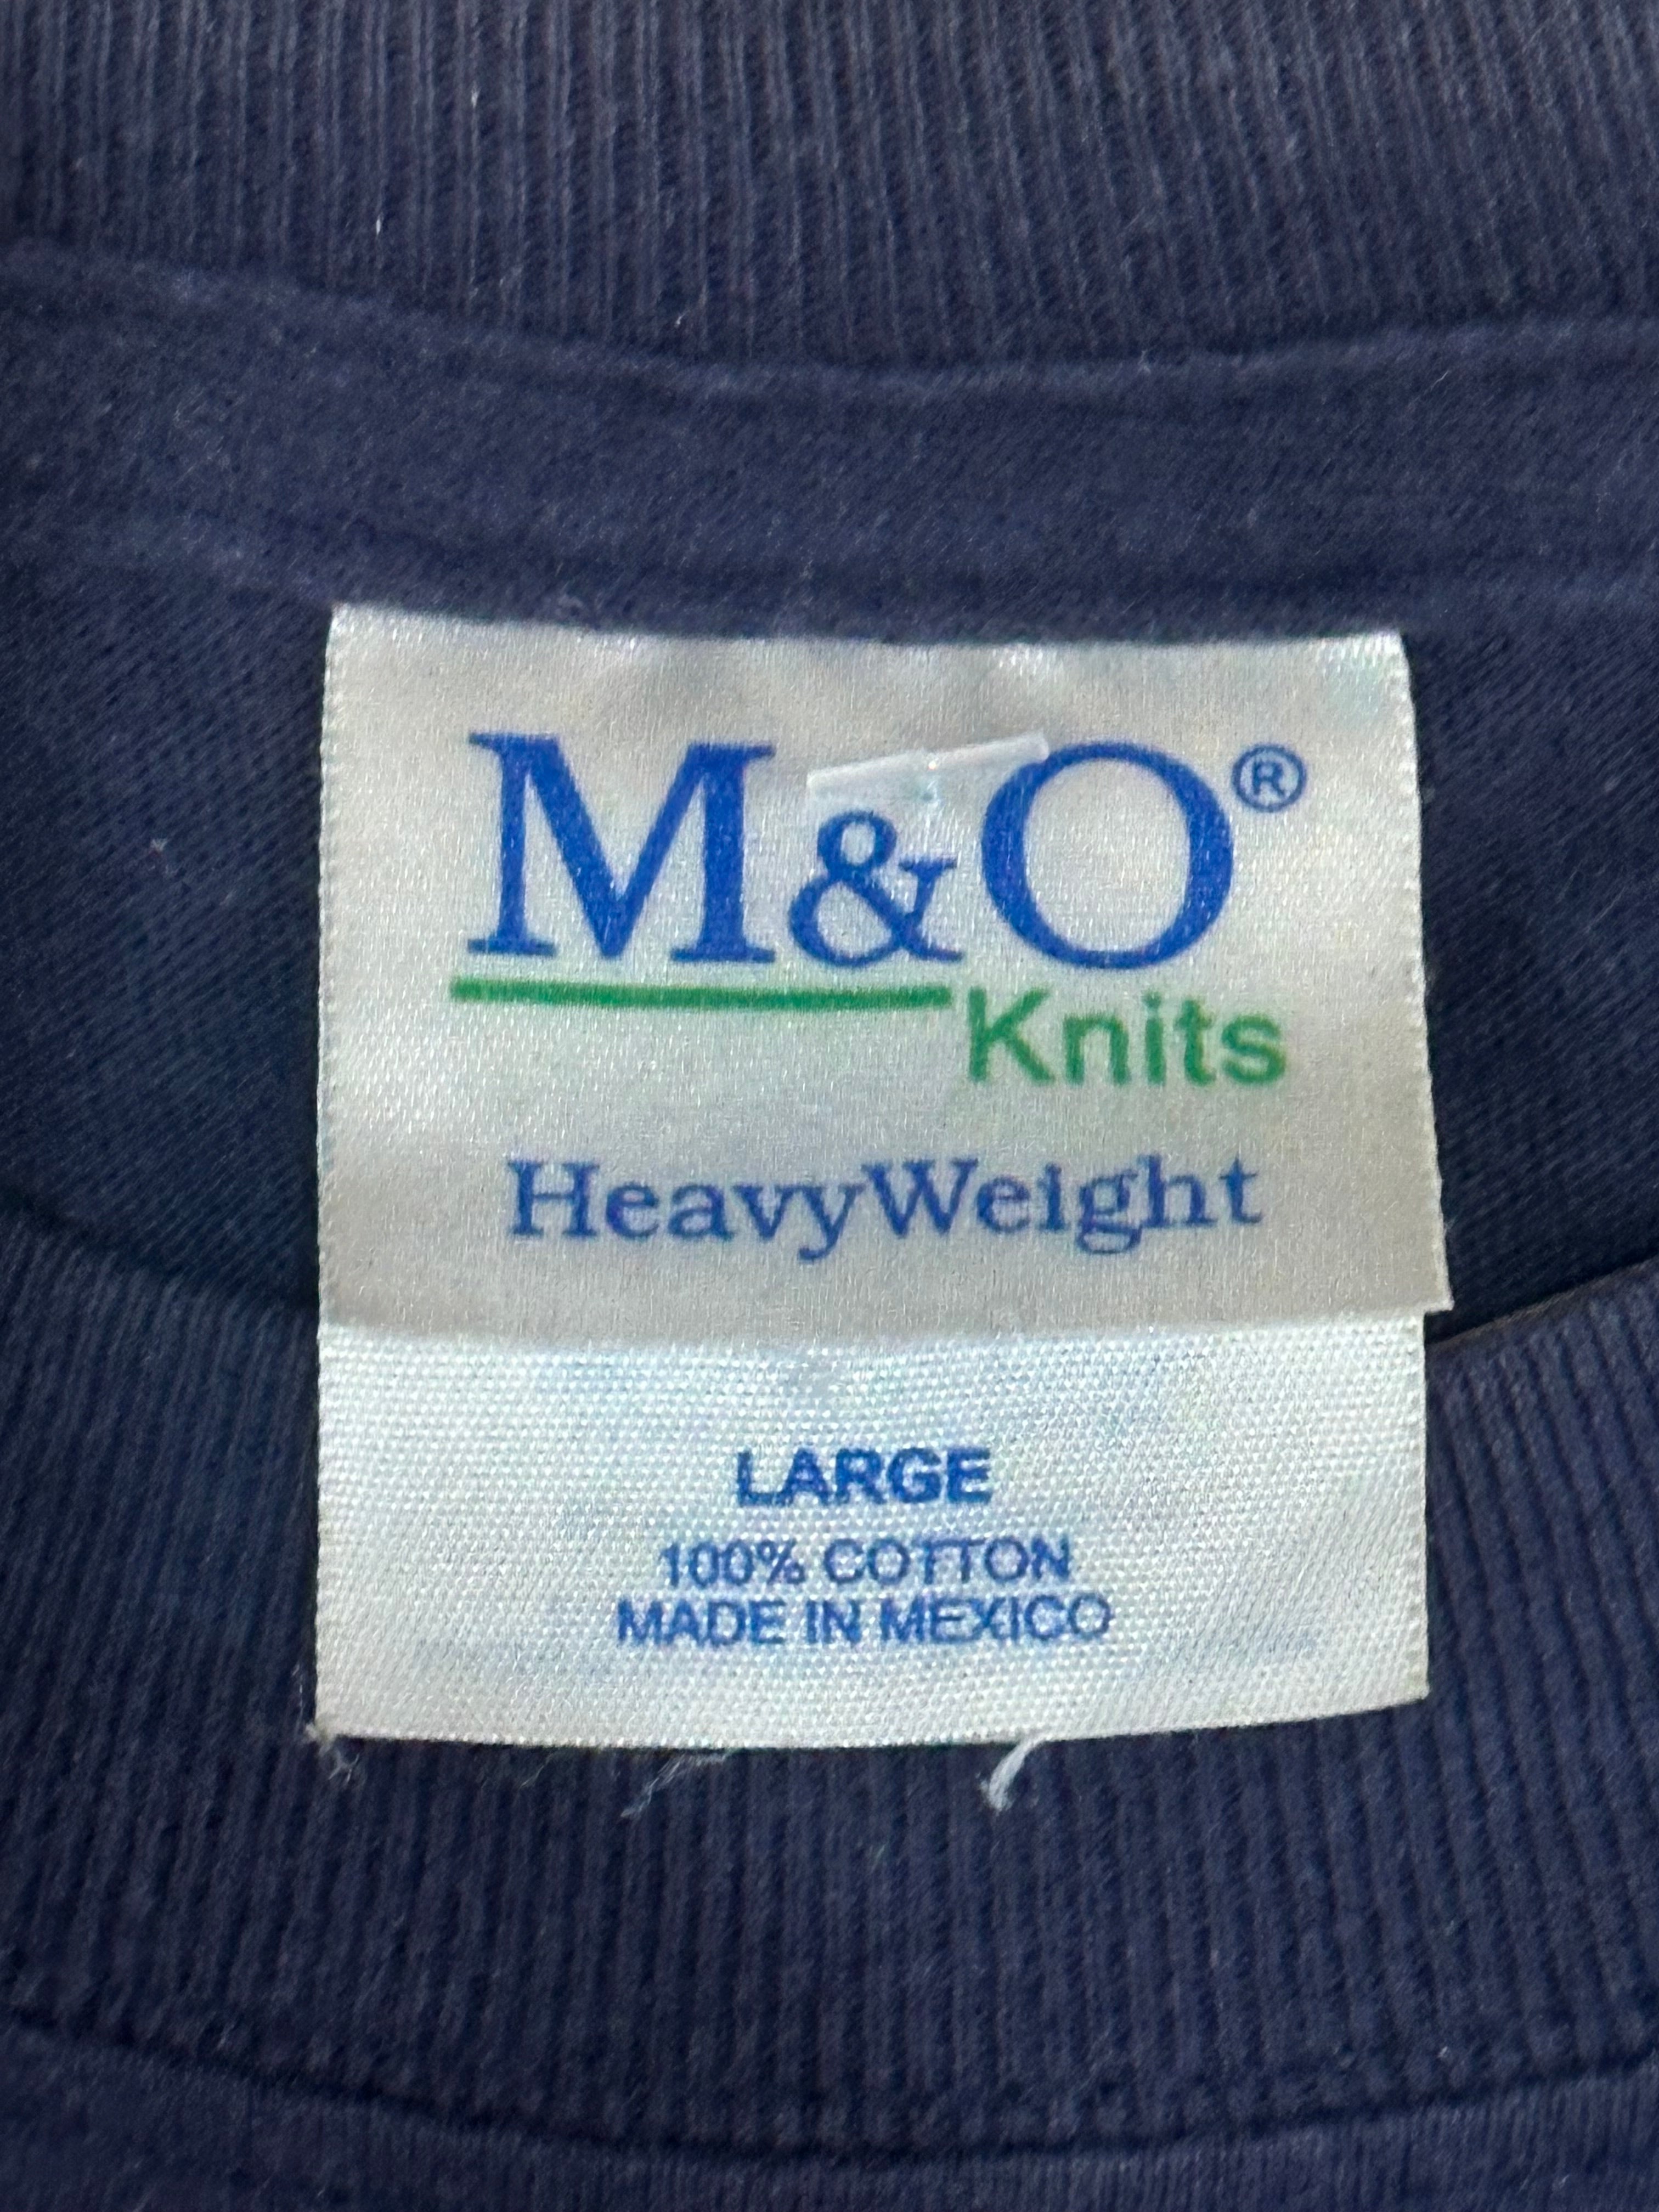 M&O®
Knits
HeavyWeight
LARGE
100% COTTON
MADE IN MEXICO